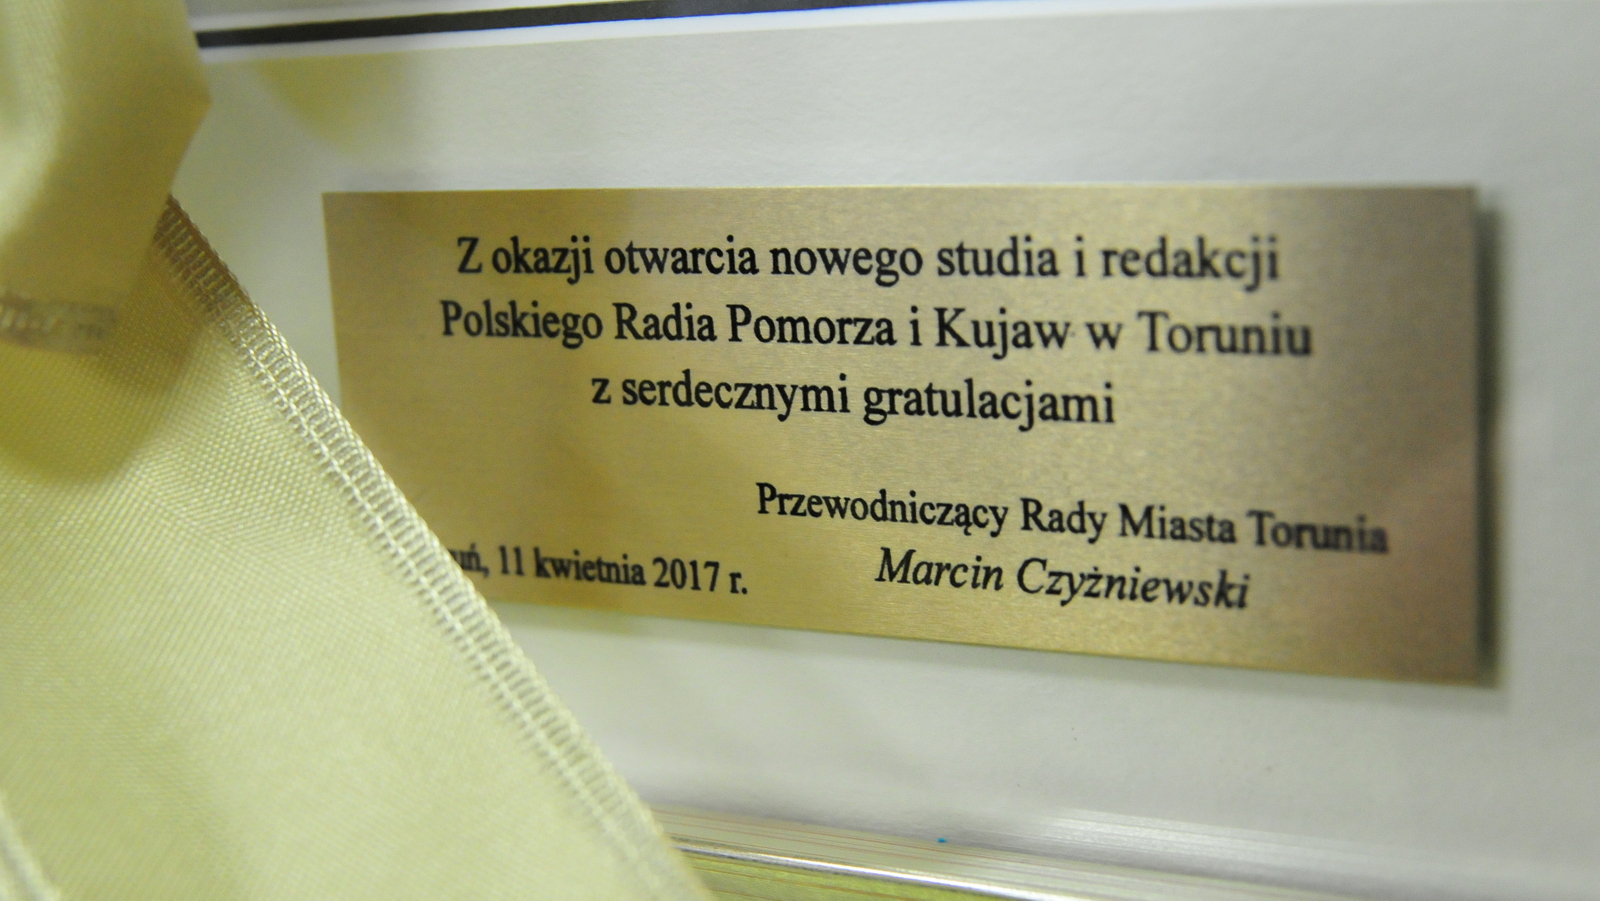 Z okazji otwarcia nowego studia i redakcji
Polskiego Radia Pomorza i Kujaw w Toruniu
z serdecznymi gratulacjami
Przewodniczący Rady Miasta Torunia
11 kwietnia 2017 r.
Marcin Czyżniewski